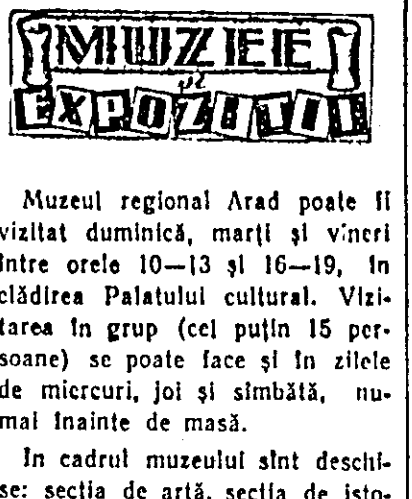 MUZEE
și
EXPOZIȚII
Muzeul regional Arad poate fi
vizitat duminică, marți și vineri
între orele 10—13 și 16—19, în
clădirea Palatului cultural. Vizi-
tarea în grup (cel puțin 15 per-
soane) se poate face și în zilele
de miercuri, joi și sîmbătă, nu-
mai înainte de masă.
In cadrul muzeului sînt deschi-
se: secția de artă, secția de isto-